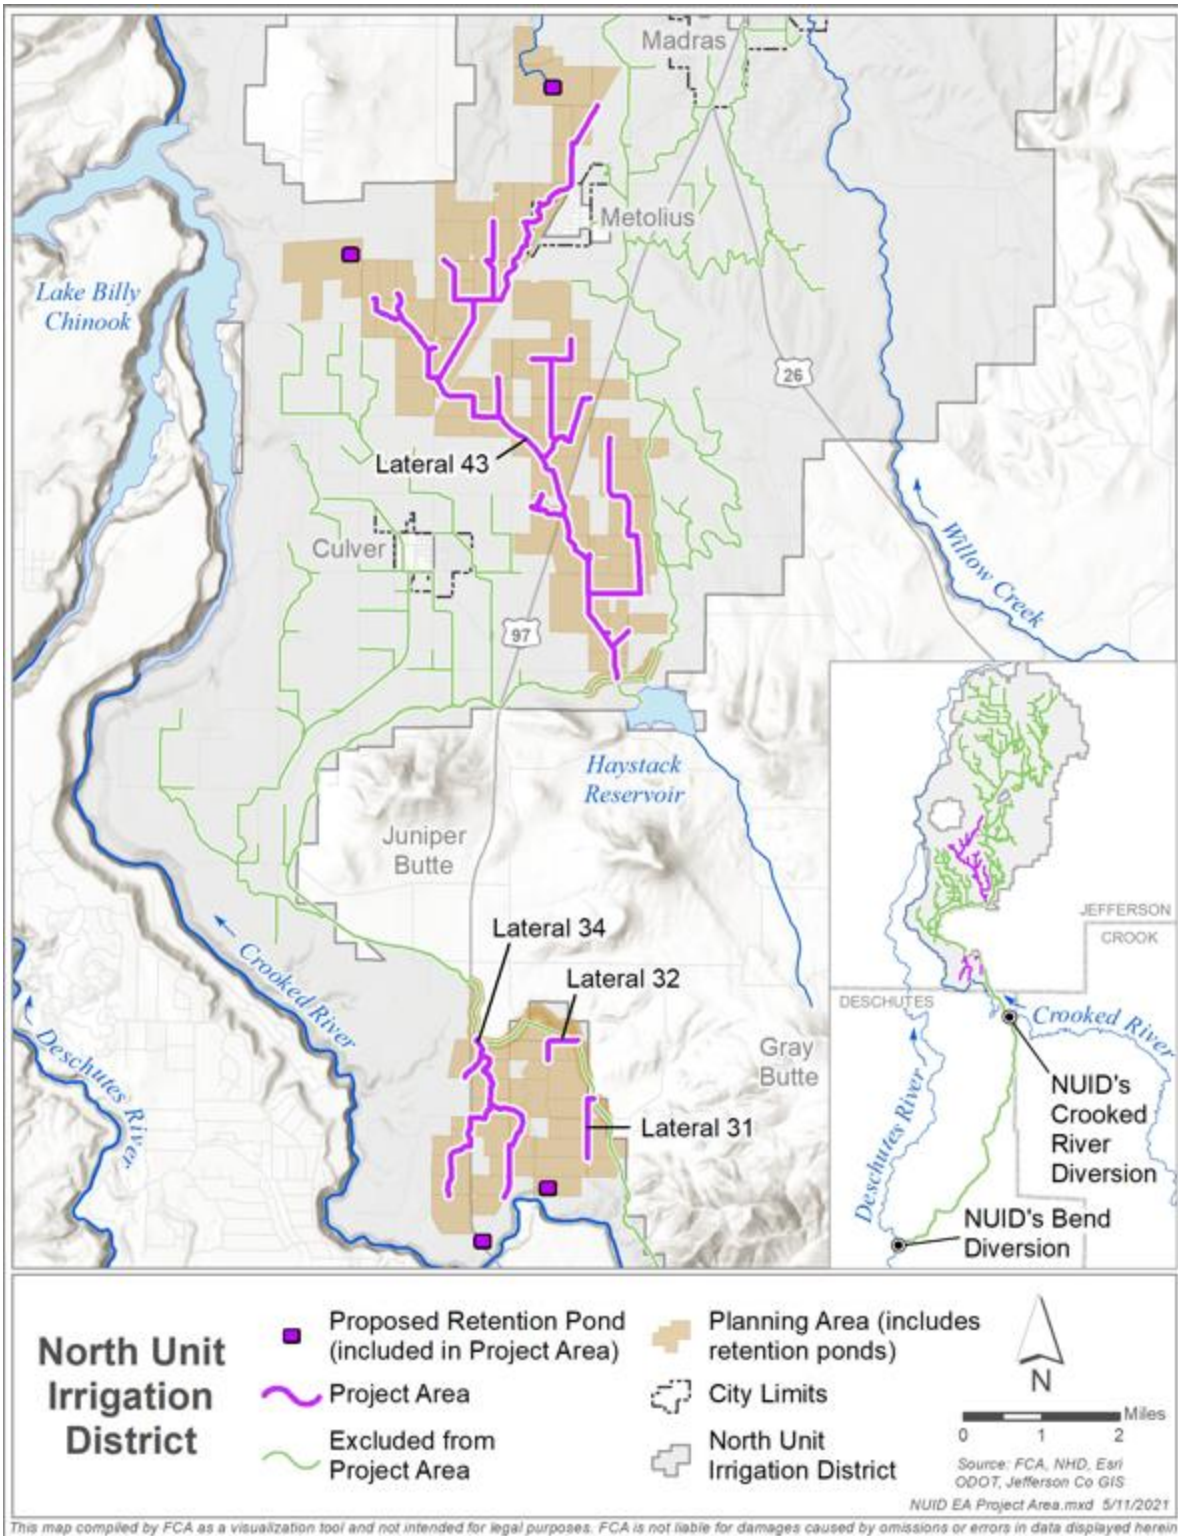 Madras
Metolius
Lake Billy
Chinook
26
Lateral 43
Culver
Willow Creek
97
Haystack
Reservoir
Juniper
Butte
Lateral 34
Lateral 32
Crooked River
Deschutes River
Gray
Butte
Lateral 31
JEFFERSON
CROOK
DESCHUTES
Crooked River
Deschutes River
NUID's
Crooked
River
Diversion
NUID's Bend
Diversion
North Unit
Irrigation
District
Proposed Retention Pond
(included in Project Area)
Project Area
Excluded from
Project Area
Planning Area (includes
retention ponds)
City Limits
North Unit
Irrigation District
N
Miles
0 1 2
Source: FCA, NHD, Esri
ODOT, Jefferson Co GIS
NUID EA Project Area.mxd 5/11/2021
This map compiled by FCA as a visualization tool and not intended for legal purposes. FCA is not liable for damages caused by omissions or errors in data displayed herein